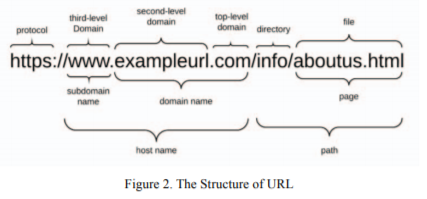 protocol
third-level
Domain
second-level
domain
top-level
domain
directory
file
https://www.exampleurl.com/info/aboutus.html
subdomain
name
domain name
page
host name
path
Figure 2. The Structure of URL